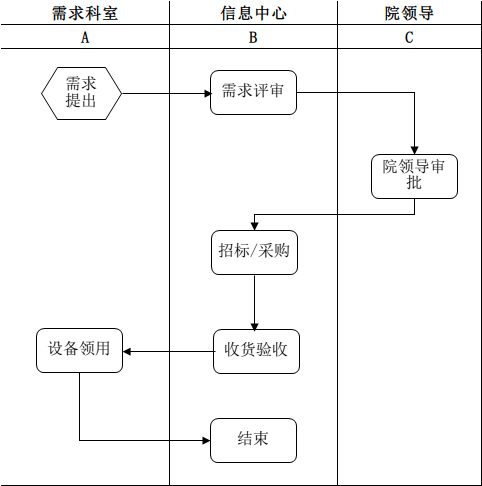 需求科室 信息中心 院领导
A B C
需求
提出
需求评审
院领导审
批
招标/采购
设备领用
收货验收
结束